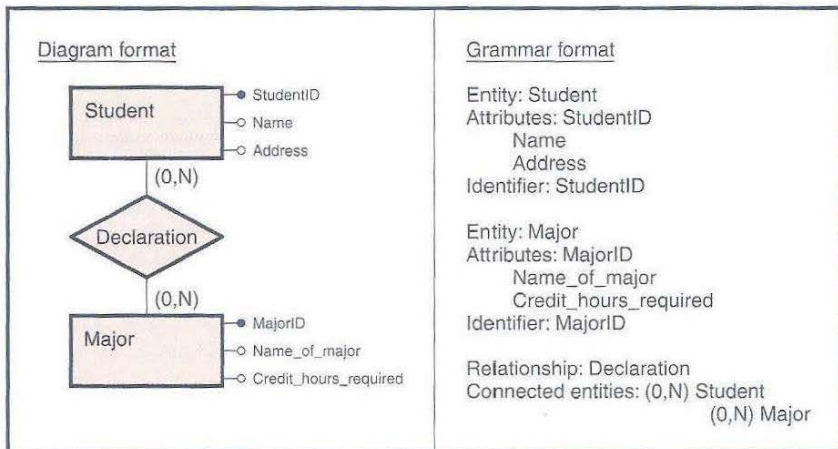 Diagram format
Student
StudentID
Name
Address
(0,N)
Declaration
(0,N)
Major
MajorID
Name_of_major
Credit_hours_required
Grammar format
Entity: Student
Attributes: StudentID
Name
Address
Identifier: StudentID
Entity: Major
Attributes: MajorID
Name_of_major
Credit_hours_required
Identifier: MajorID
Relationship: Declaration
Connected entities: (0,N) Student
(0,N) Major